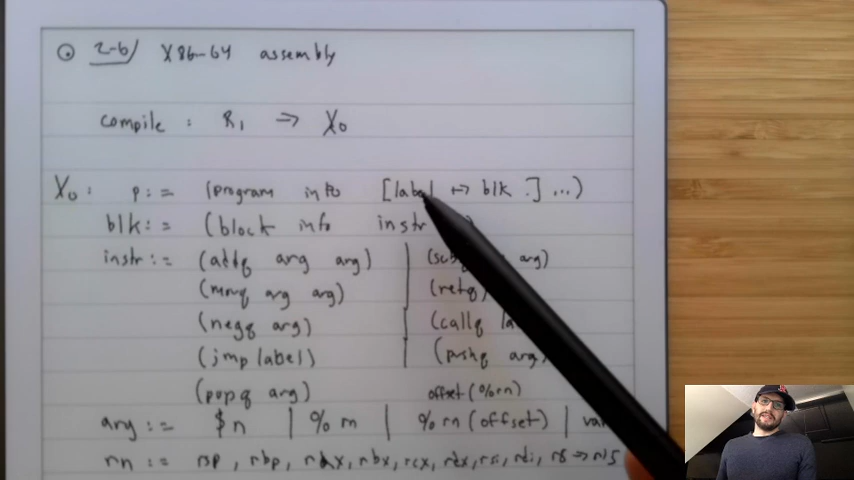 ⊙ 2-6/ X86-64 assembly
compile : R1 => X0
X0: p:= (program info [label ↦ blk .] ...)
blk:= (block info instr
instr:= (addq arg arg) | (subq arg)
(movq arg arg) | (retq)
(negq arg) | (callq
(jmp label) | (pushq arg)
(popq arg) offset(%rn)
arg:= $n | %rn | %rn(offset) | var
rn:= rsp, rbp, rax, rbx, rcx, rdx, rsi, rdi, r8 => r15